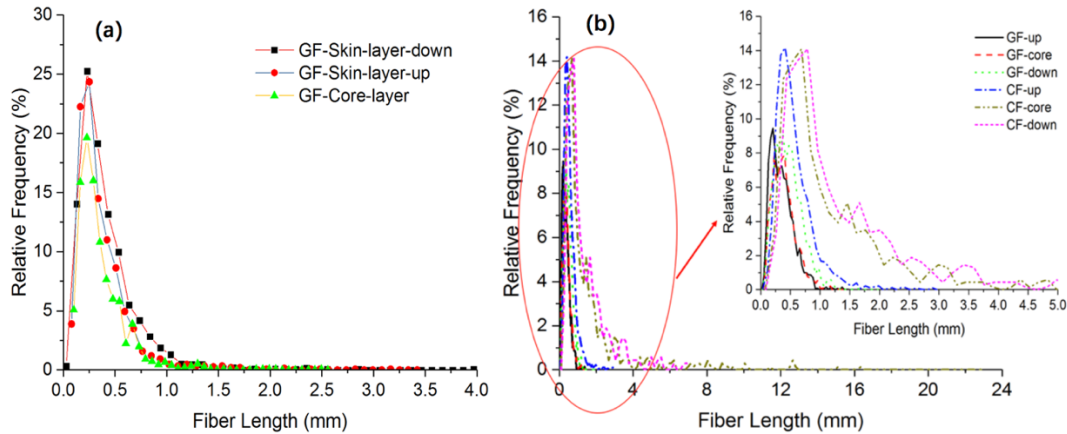 (a)
GF-Skin-layer-down
GF-Skin-layer-up
GF-Core-layer
Relative Frequency (%)
30
25
20
15
10
5
0
0.0 0.5 1.0 1.5 2.0 2.5 3.0 3.5 4.0
Fiber Length (mm)
(b)
Relative Frequency (%)
16
14
12
10
8
6
4
2
0
0 4 8 12 16 20 24
Fiber Length (mm)
GF-up
GF-core
GF-down
CF-up
CF-core
CF-down
Relative Frequency (%)
16
14
12
10
8
6
4
2
0
0.0 0.5 1.0 1.5 2.0 2.5 3.0 3.5 4.0 4.5 5.0
Fiber Length (mm)